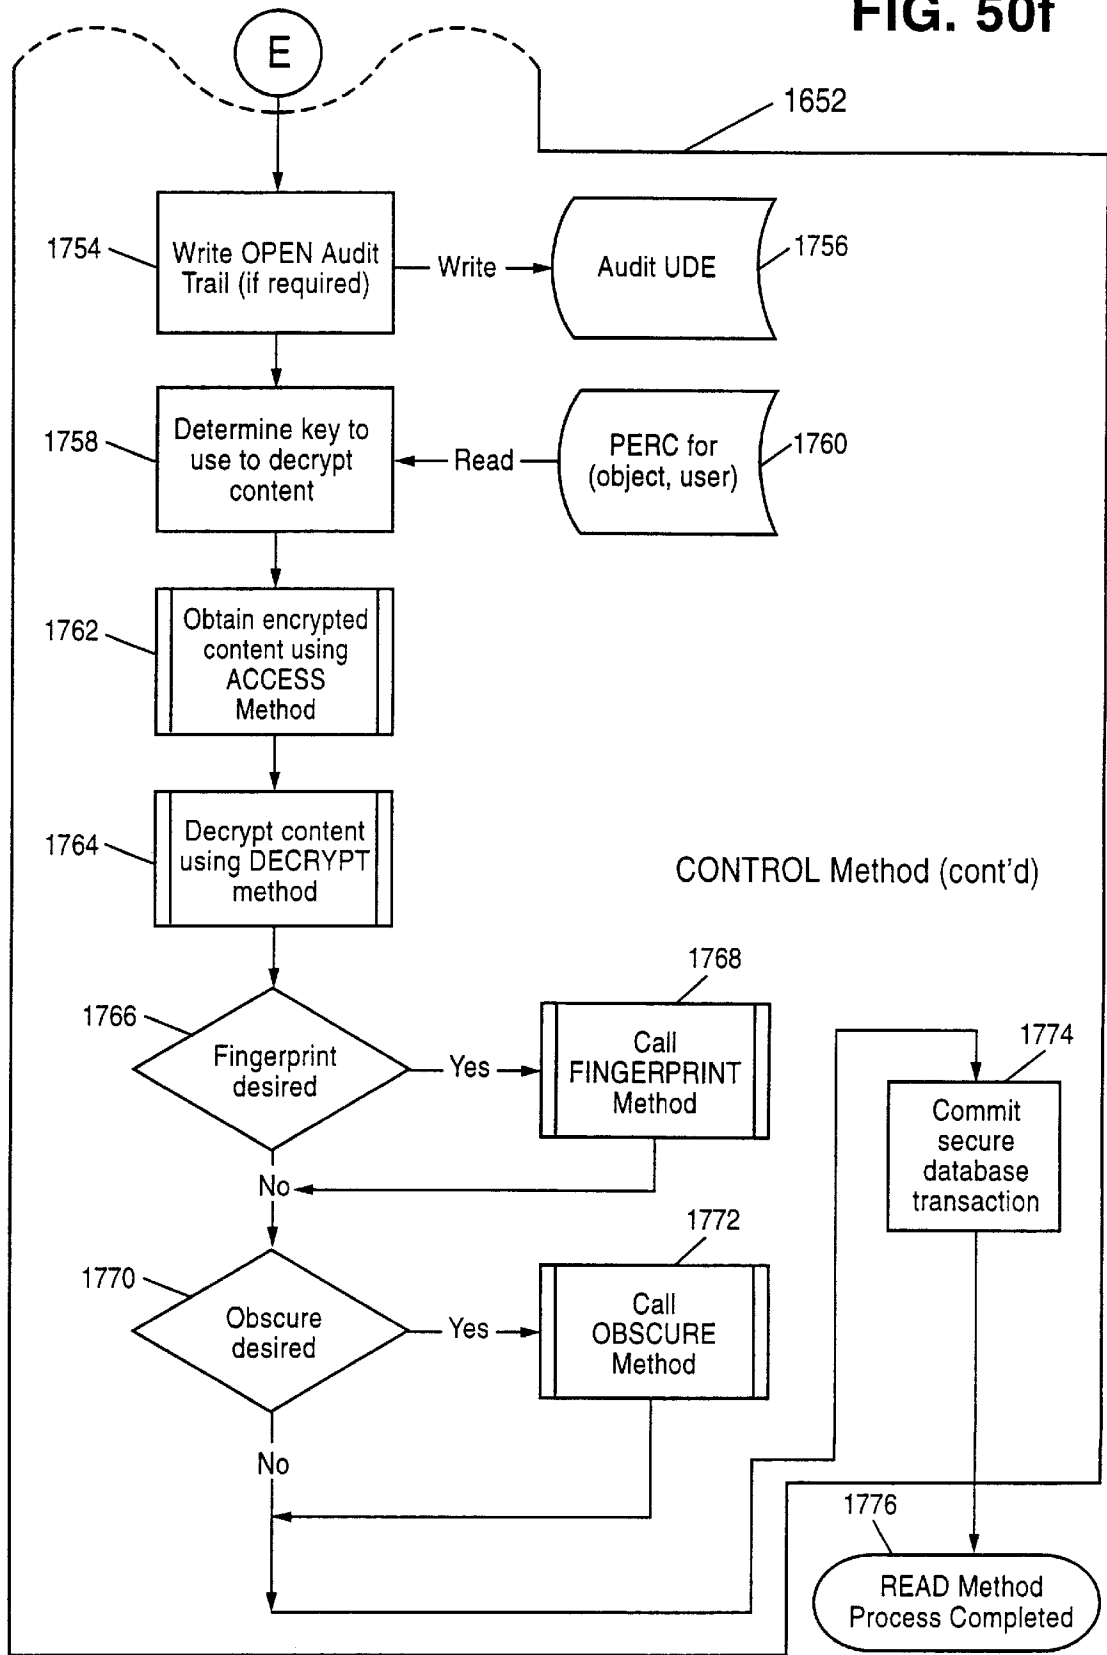 FIG. 50f
E
1652
1754
Write OPEN Audit
Trail (if required)
Write
Audit UDE
1756
1758
Determine key to
use to decrypt
content
Read
PERC for
(object, user)
1760
1762
Obtain encrypted
content using
ACCESS
Method
1764
Decrypt content
using DECRYPT
method
CONTROL Method (cont'd)
1766
Fingerprint
desired
Yes
1768
Call
FINGERPRINT
Method
No
1774
Commit
secure
database
transaction
1770
Obscure
desired
Yes
1772
Call
OBSCURE
Method
No
1776
READ Method
Process Completed